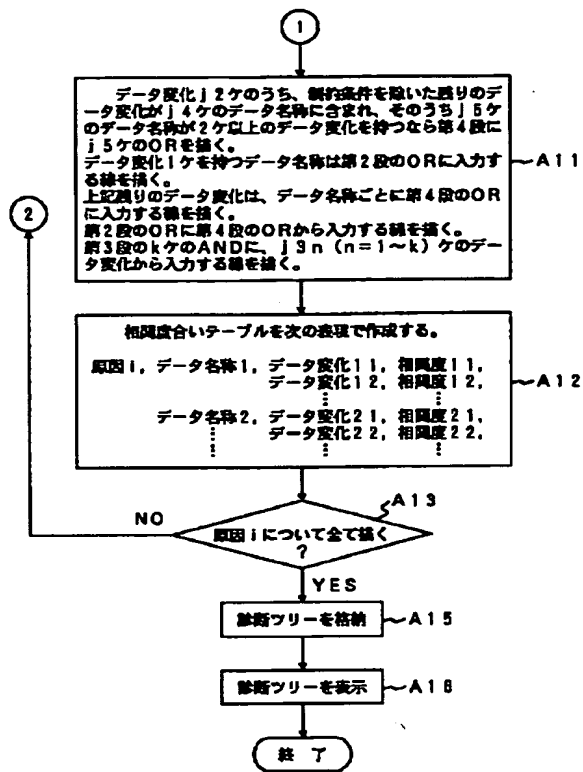 1
データ変化j2ケのうち、制約条件を除いた残りのデ
ータ変化がj4ケのデータ名称に含まれ、そのうちj5ケ
のデータ名称が2ケ以上のデータ変化を持つなら第4段に
j5ケのORを描く。
データ変化1ケを持つデータ名称は第2段のORに入力す
る線を描く。
上記残りのデータ変化は、データ名称ごとに第4段のOR
に入力する線を描く。
第2段のORに第4段のORから入力する線を描く。
第3段のkケのANDに、j3n(n=1~k)ケのデー
タ変化から入力する線を描く。
A11
2
相関度合いテーブルを次の表現で作成する。
原因i,データ名称1,データ変化11,相関度11,
データ変化12,相関度12,
⋮ ⋮
データ名称2,データ変化21,相関度21,
データ変化22,相関度22,
⋮ ⋮ ⋮
A12
A13
NO
原因iについて全て描く
?
YES
診断ツリーを格納
A15
診断ツリーを表示
A16
終了